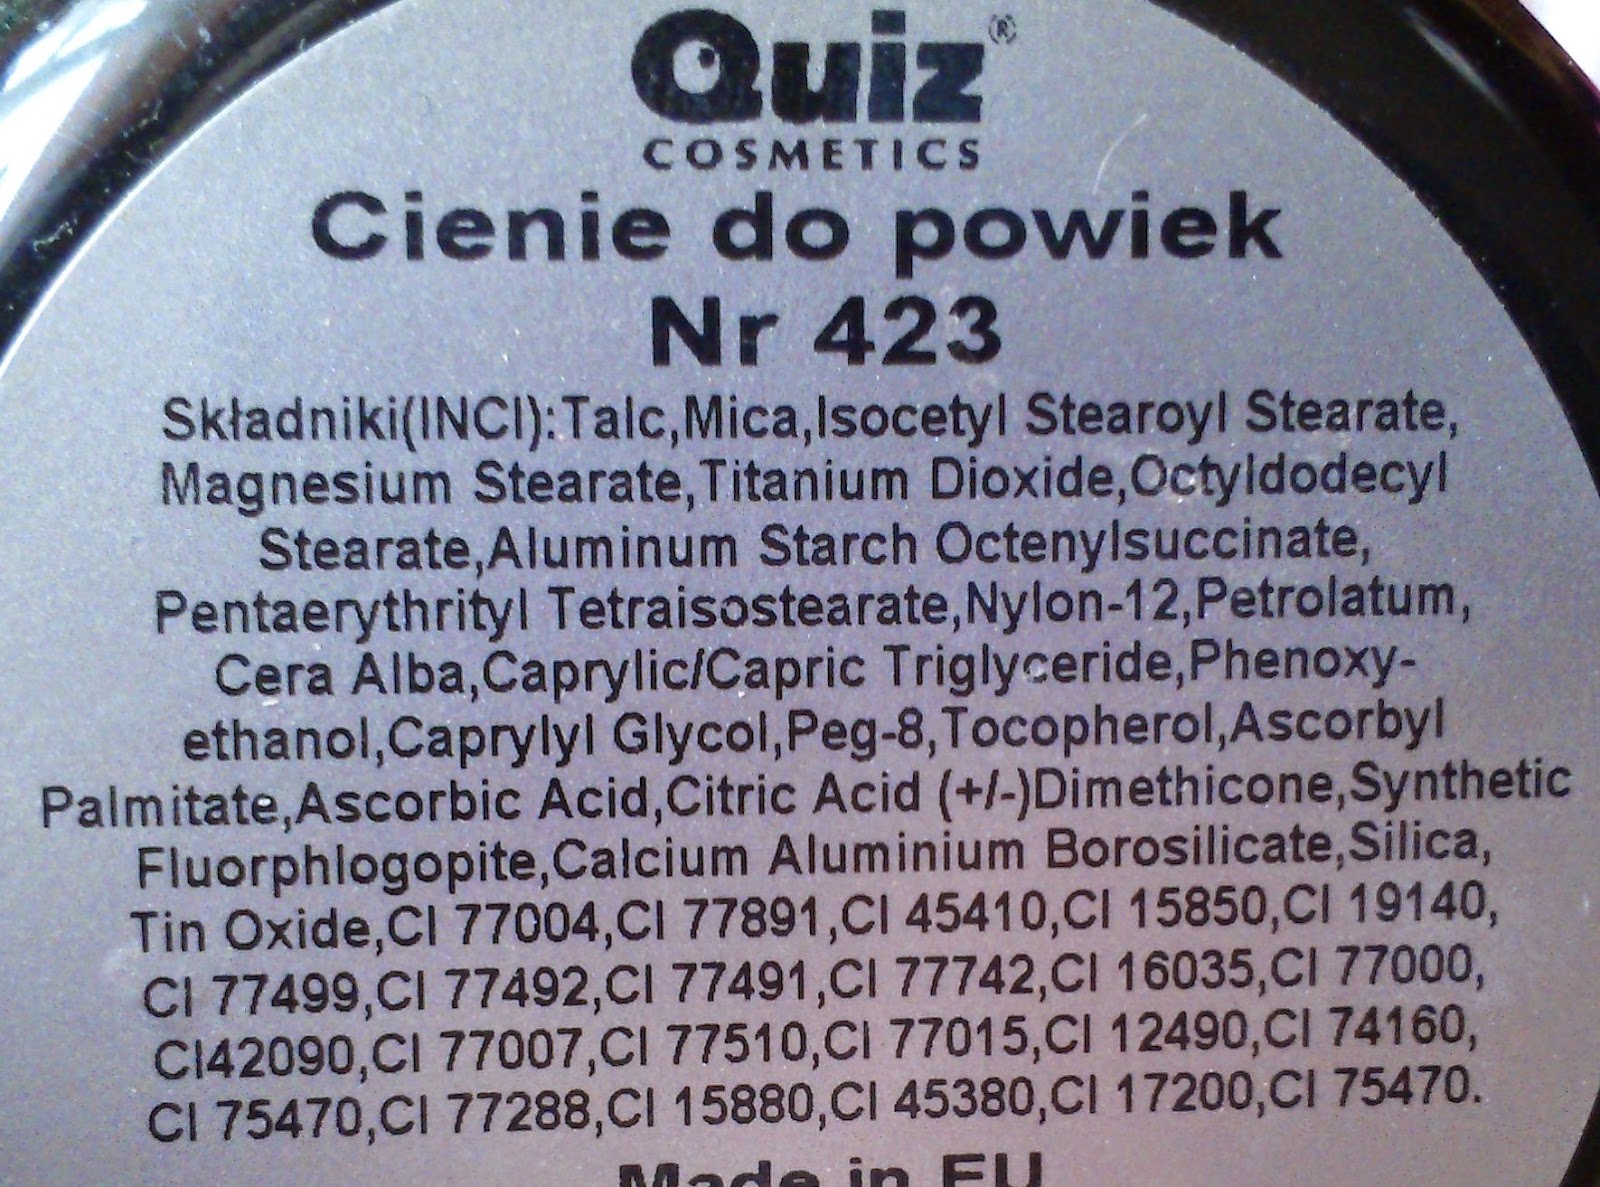 Quiz®
COSMETICS
Cienie do powiek
Nr 423
Składniki(INCI):Talc,Mica,Isocetyl Stearoyl Stearate,
Magnesium Stearate,Titanium Dioxide,Octyldodecyl
Stearate,Aluminum Starch Octenylsuccinate,
Pentaerythrityl Tetraisostearate,Nylon-12,Petrolatum,
Cera Alba,Caprylic/Capric Triglyceride,Phenoxy-
ethanol,Caprylyl Glycol,Peg-8,Tocopherol,Ascorbyl
Palmitate,Ascorbic Acid,Citric Acid (+/-)Dimethicone,Synthetic
Fluorphlogopite,Calcium Aluminium Borosilicate,Silica,
Tin Oxide,CI 77004,CI 77891,CI 45410,CI 15850,CI 19140,
CI 77499,CI 77492,CI 77491,CI 77742,CI 16035,CI 77000,
CI42090,CI 77007,CI 77510,CI 77015,CI 12490,CI 74160,
CI 75470,CI 77288,CI 15880,CI 45380,CI 17200,CI 75470.
Made in EU